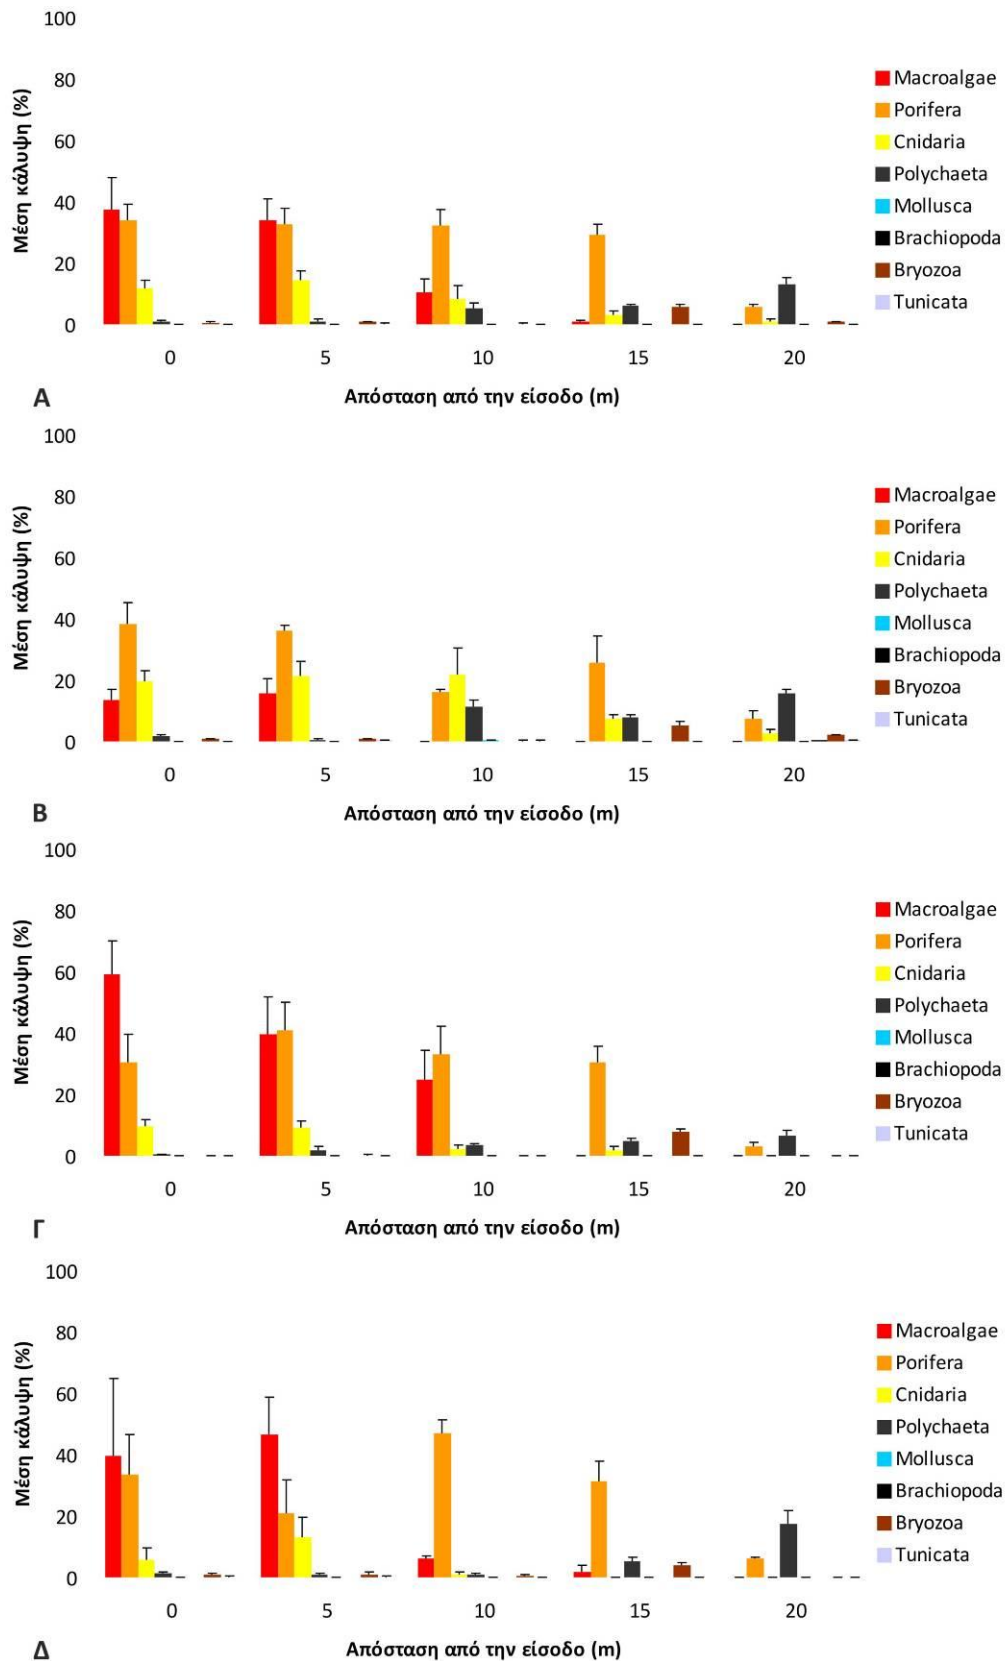 100
80
60
40
20
0
Μέση κάλυψη (%)
Macroalgae
Porifera
Cnidaria
Polychaeta
Mollusca
Brachiopoda
Bryozoa
Tunicata
0 5 10 15 20
Απόσταση από την είσοδο (m)
Α
100
80
60
40
20
0
Μέση κάλυψη (%)
Macroalgae
Porifera
Cnidaria
Polychaeta
Mollusca
Brachiopoda
Bryozoa
Tunicata
0 5 10 15 20
Απόσταση από την είσοδο (m)
Β
100
80
60
40
20
0
Μέση κάλυψη (%)
Macroalgae
Porifera
Cnidaria
Polychaeta
Mollusca
Brachiopoda
Bryozoa
Tunicata
0 5 10 15 20
Απόσταση από την είσοδο (m)
Γ
100
80
60
40
20
0
Μέση κάλυψη (%)
Macroalgae
Porifera
Cnidaria
Polychaeta
Mollusca
Brachiopoda
Bryozoa
Tunicata
0 5 10 15 20
Απόσταση από την είσοδο (m)
Δ